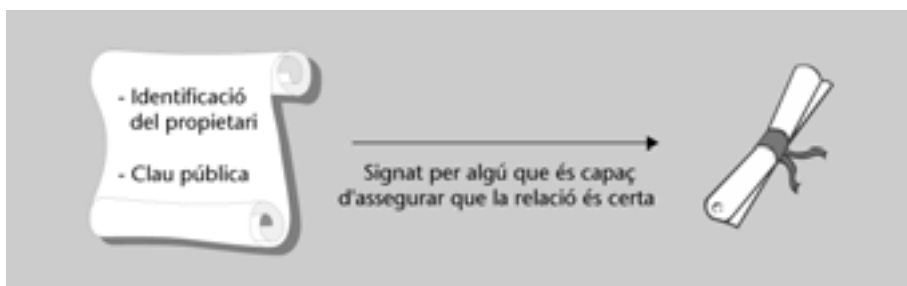 - Identificació
del propietari
- Clau pública
Signat per algú que és capaç
d'assegurar que la relació és certa